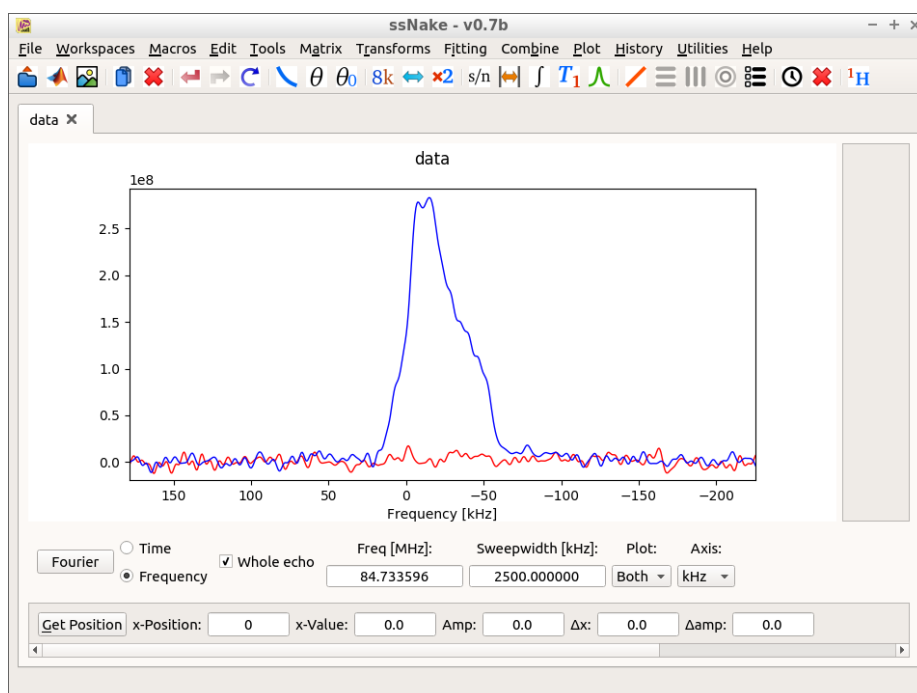 ssNake - v0.7b
File Workspaces Macros Edit Tools Matrix Transforms Fitting Combine Plot History Utilities Help
θ θ0 8k ×2 s/n ∫ T1 1H
data
data
1e8
2.5
2.0
1.5
1.0
0.5
0.0
150 100 50 0 −50 −100 −150 −200
Frequency [kHz]
Fourier
Time
Frequency
Whole echo
Freq [MHz]: Sweepwidth [kHz]: Plot: Axis:
84.733596 2500.000000 Both kHz
Get Position x-Position: 0 x-Value: 0.0 Amp: 0.0 Δx: 0.0 Δamp: 0.0